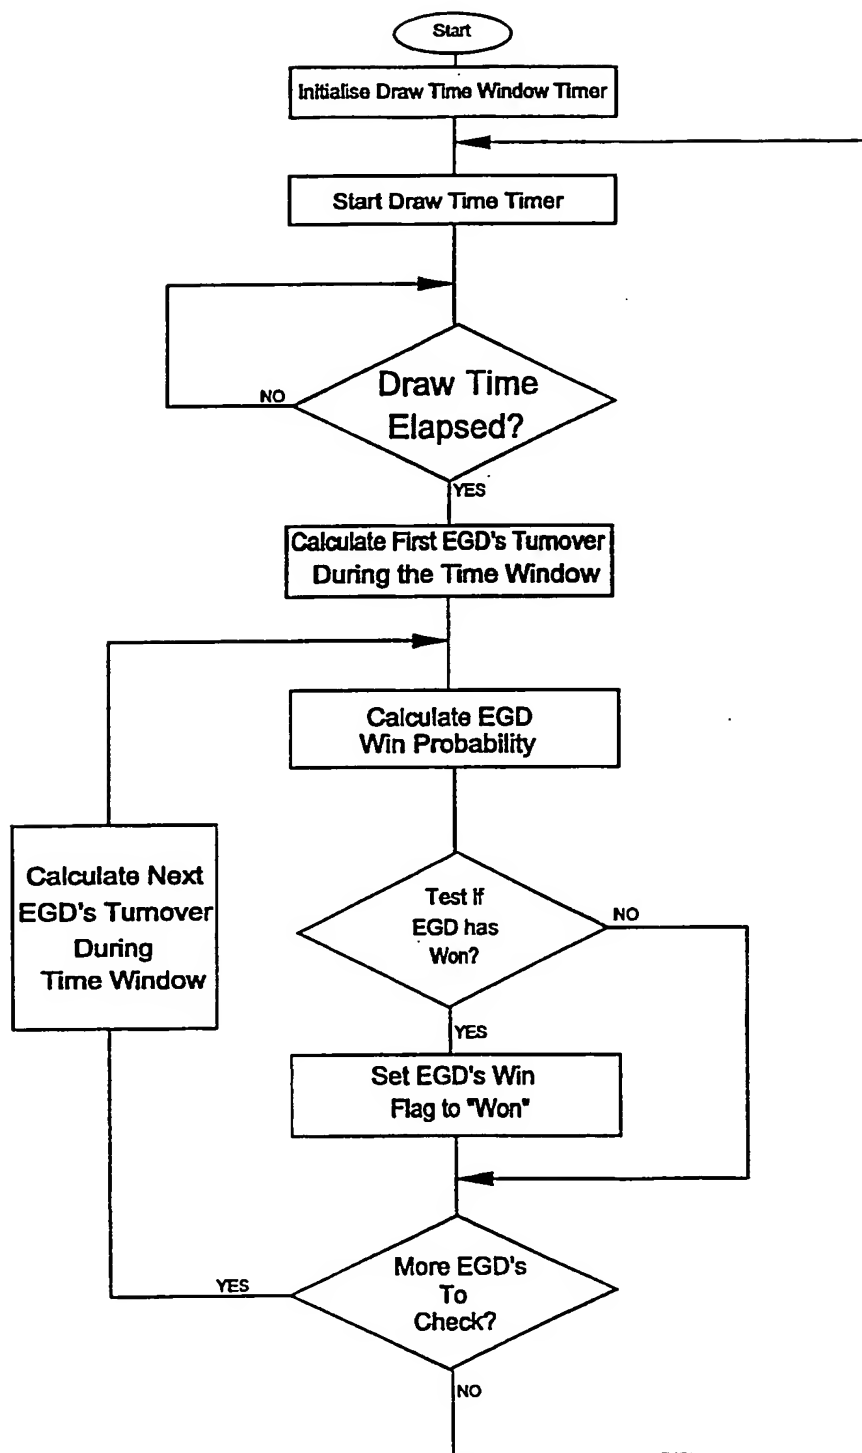 Start
Initialise Draw Time Window Timer
Start Draw Time Timer
Draw Time
Elapsed?
NO
YES
Calculate First EGD's Turnover
During the Time Window
Calculate EGD
Win Probability
Calculate Next
EGD's Turnover
During
Time Window
Test If
EGD has
Won?
NO
YES
Set EGD's Win
Flag to "Won"
More EGD's
To
Check?
YES
NO